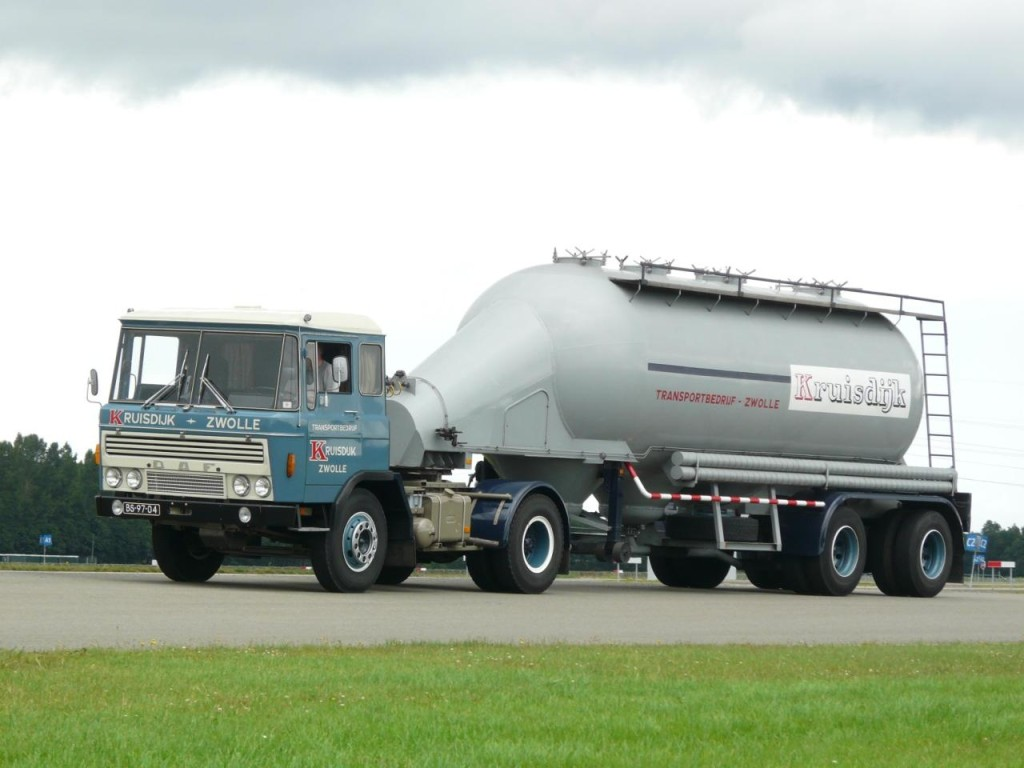 KRUISDIJK - ZWOLLE
DAF
BS-97-04
TRANSPORTBEDRIJF
KRUISDIJK
ZWOLLE
TRANSPORTBEDRIJF - ZWOLLE
Kruisdijk